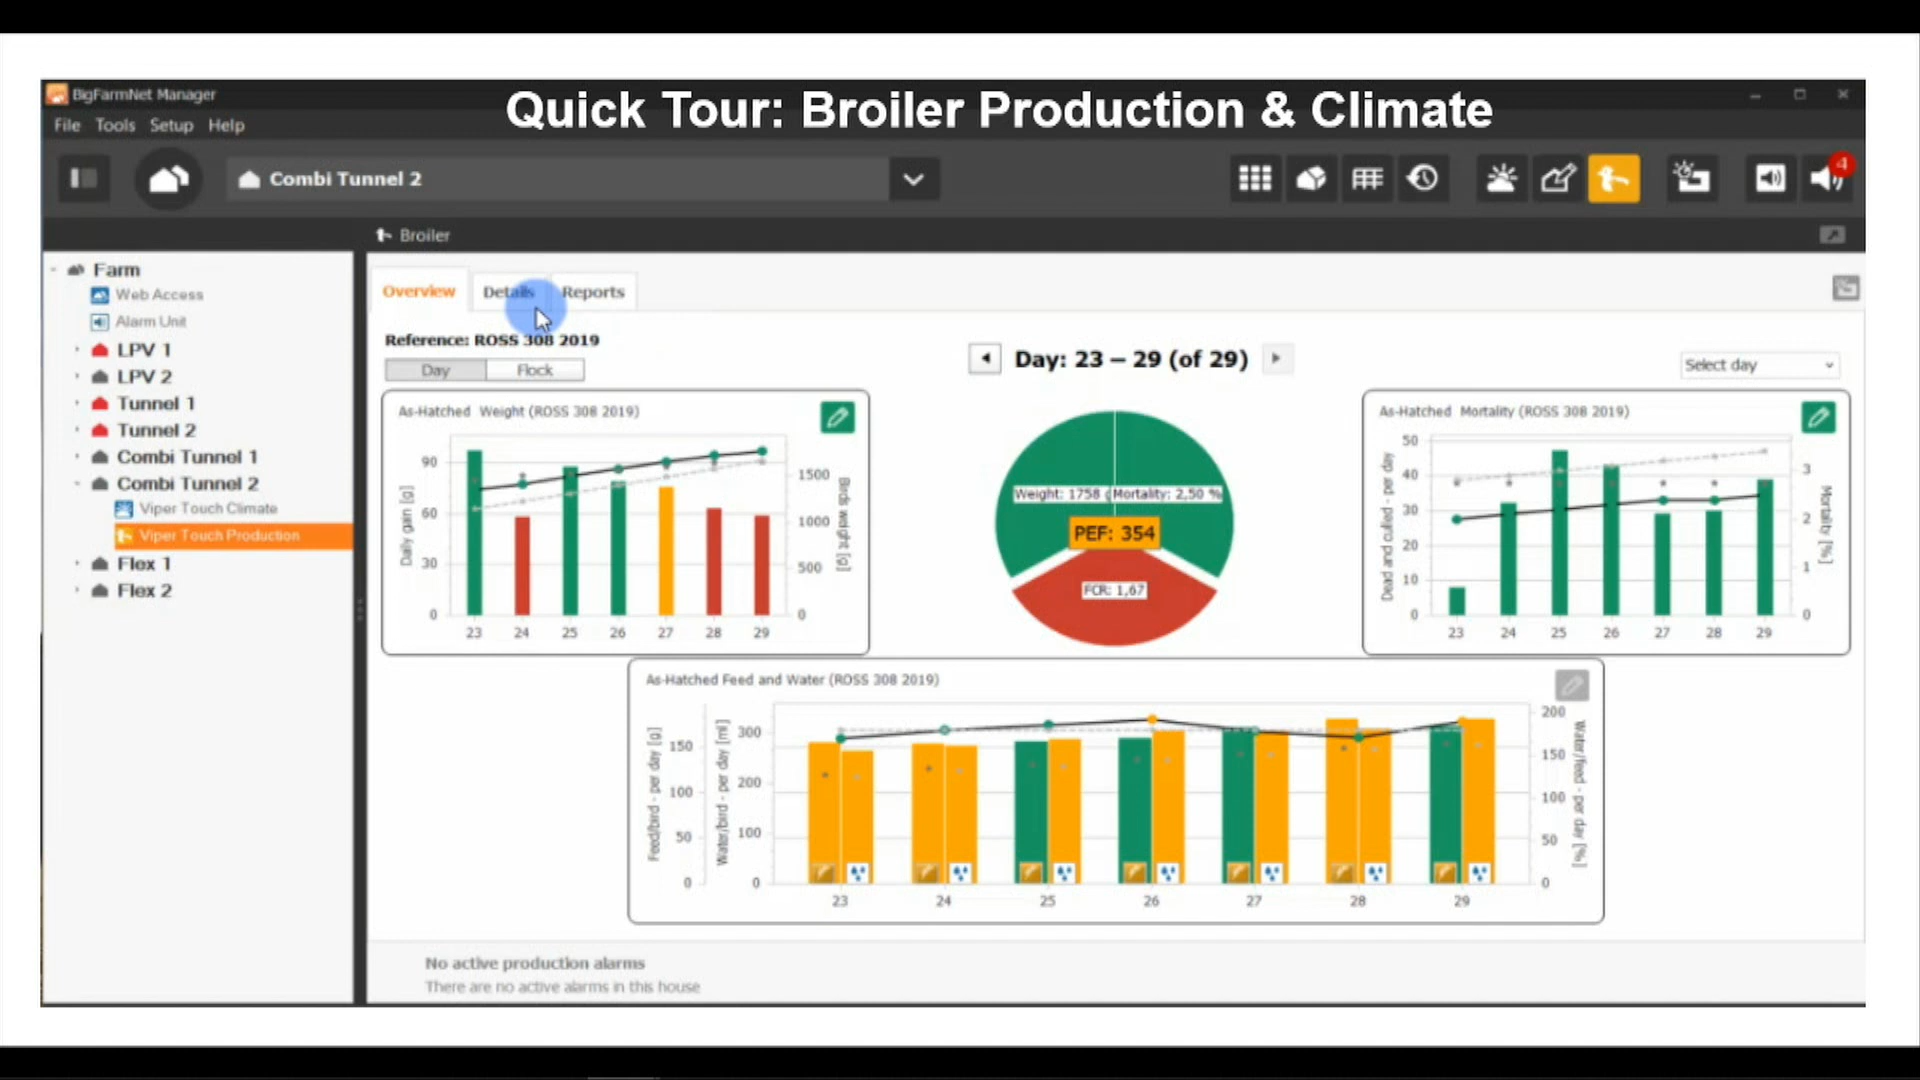 BigFarmNet Manager
Quick Tour: Broiler Production & Climate
File Tools Setup Help
Combi Tunnel 2
4
Broiler
Farm
Web Access
Alarm Unit
LPV 1
LPV 2
Tunnel 1
Tunnel 2
Combi Tunnel 1
Combi Tunnel 2
Viper Touch Climate
Viper Touch Production
Flex 1
Flex 2
Overview Details Reports
Reference: ROSS 308 2019
Day Flock
Day: 23 – 29 (of 29)
Select day
As-Hatched Weight (ROSS 308 2019)
Daily gain [g]
90
60
30
0
1500
1000
500
0
Birds weight [g]
23 24 25 26 27 28 29
Weight: 1758 g
Mortality: 2,50 %
PEF: 354
FCR: 1,67
As-Hatched Mortality (ROSS 308 2019)
Dead and culled - per day
50
40
30
20
10
0
3
2
1
0
Mortality [%]
23 24 25 26 27 28 29
As-Hatched Feed and Water (ROSS 308 2019)
Feed/bird - per day [g]
150
100
50
0
Water/bird - per day [ml]
300
200
100
0
200
150
100
50
0
Water/feed - per day [%]
23 24 25 26 27 28 29
No active production alarms
There are no active alarms in this house